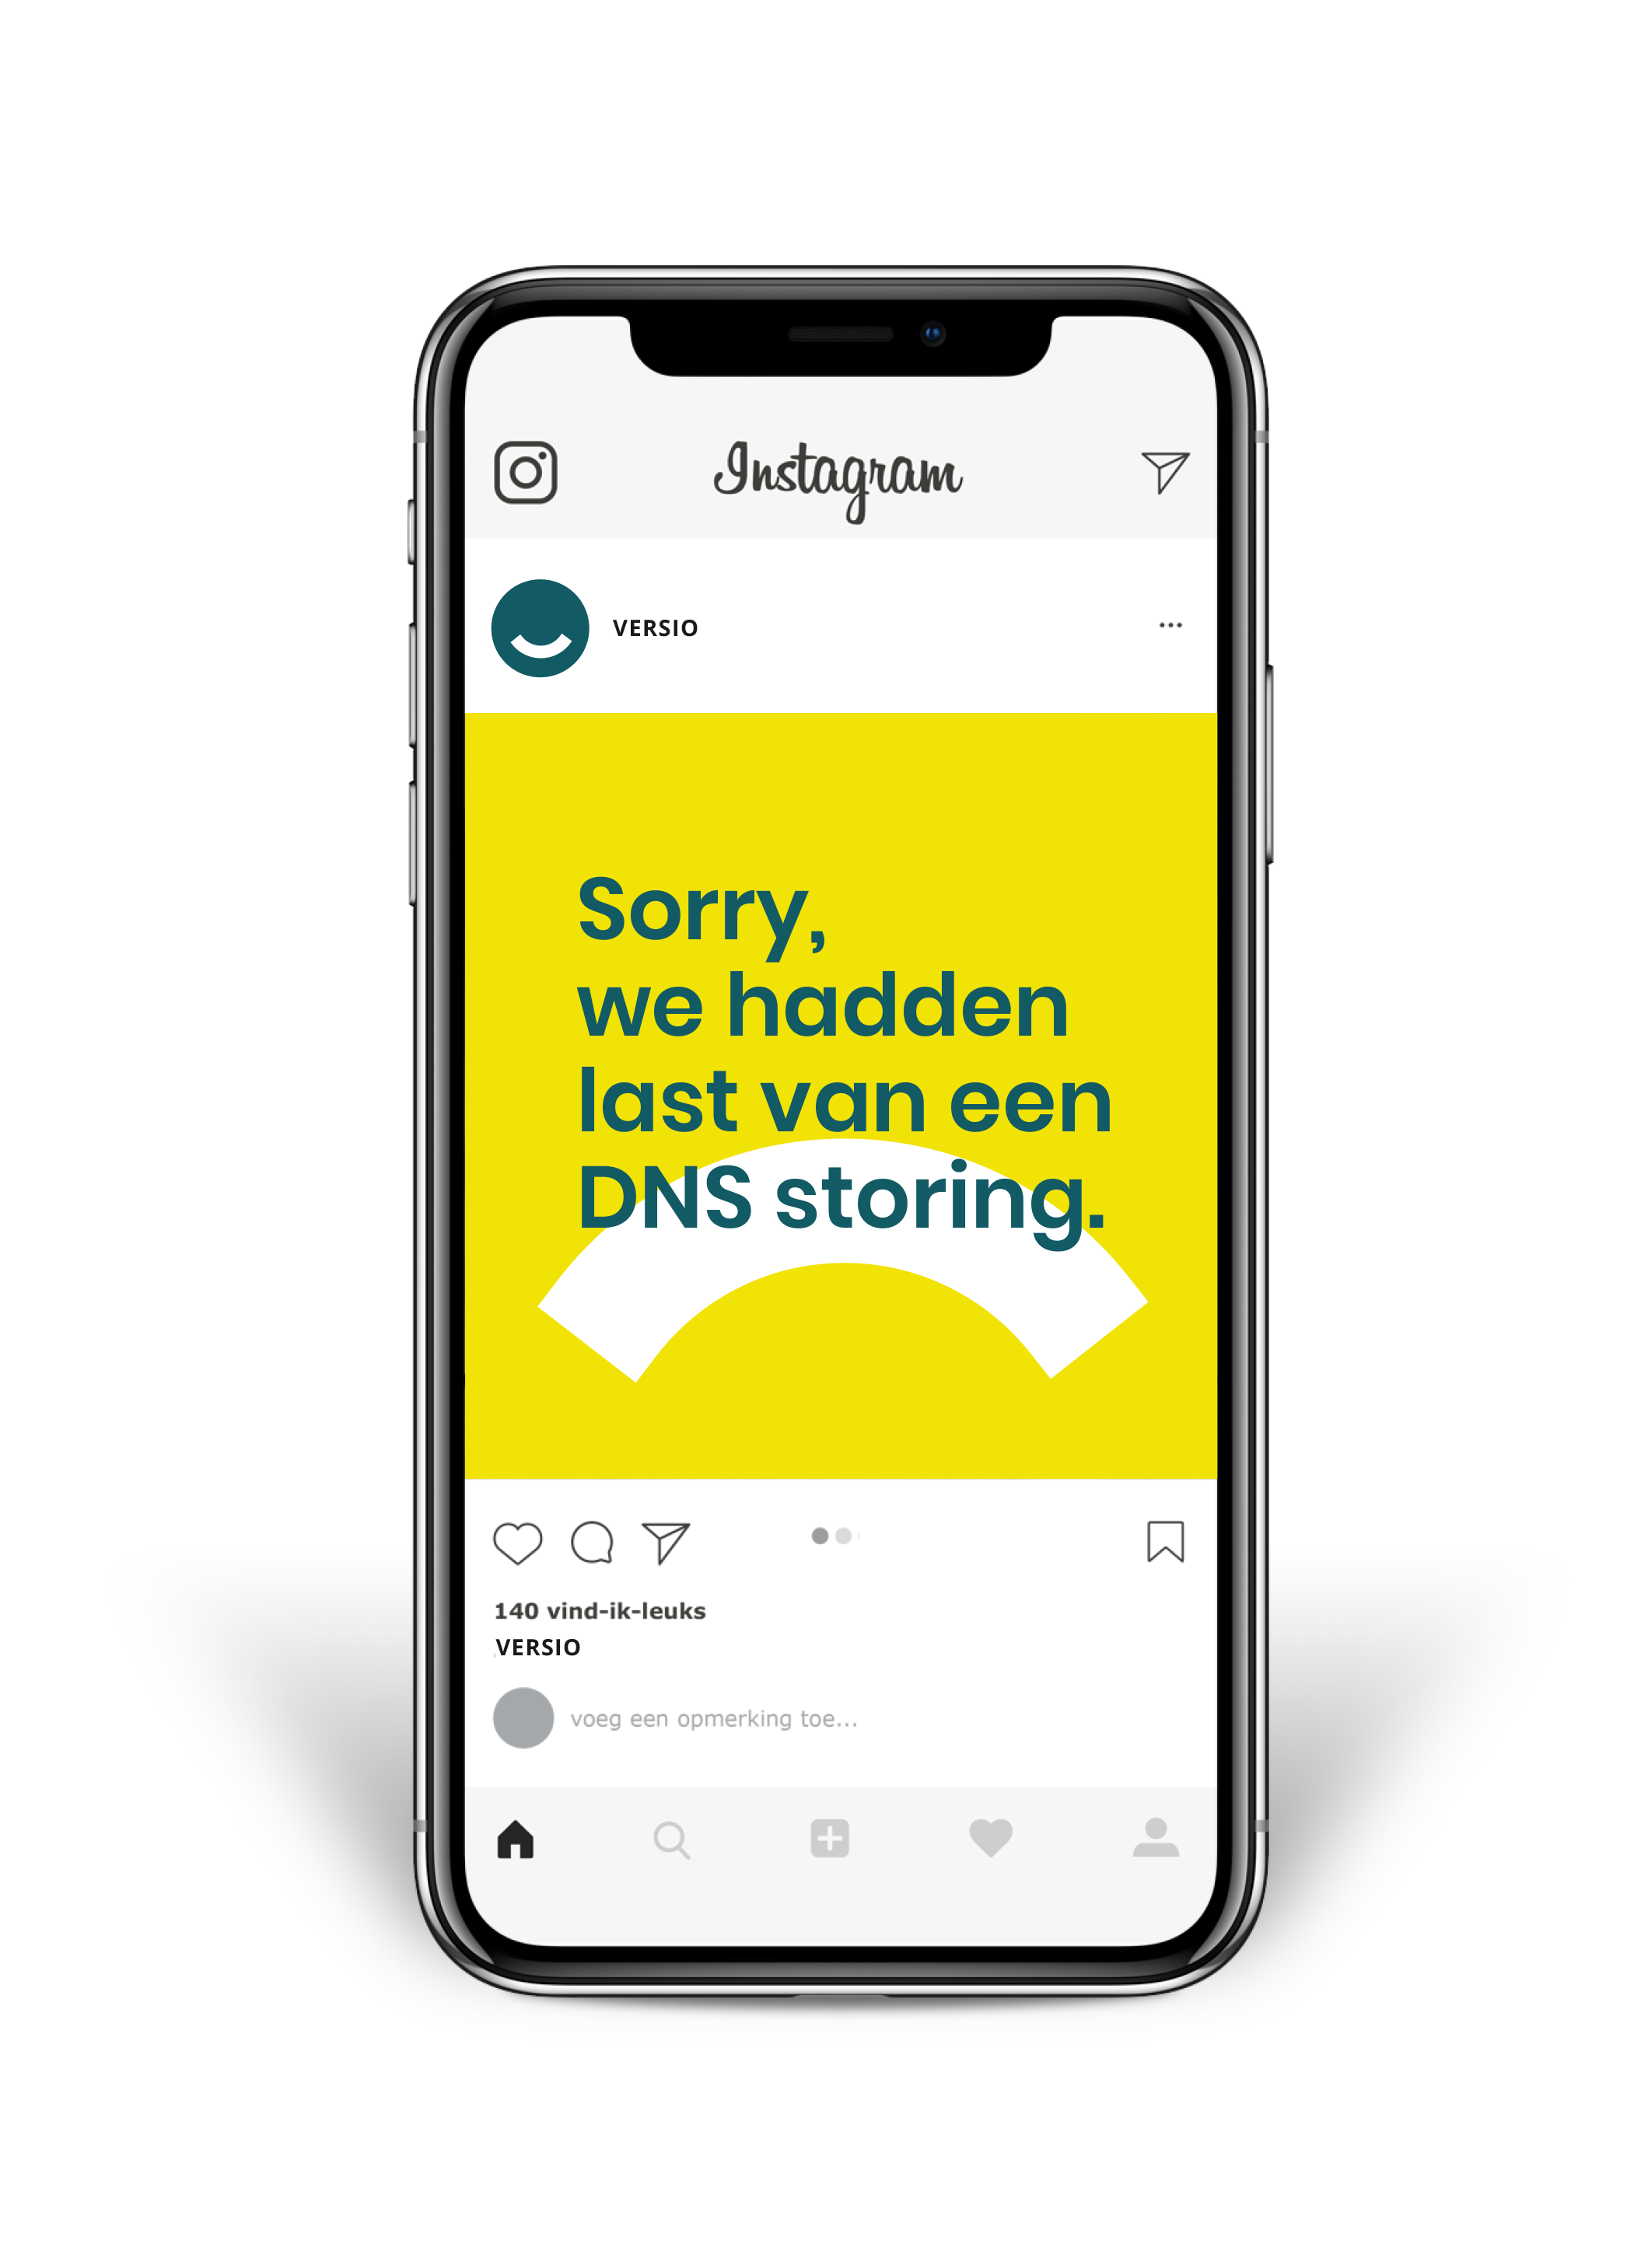 Instagram
VERSIO
Sorry,
we hadden
last van een
DNS storing.
140 vind-ik-leuks
VERSIO
voeg een opmerking toe...